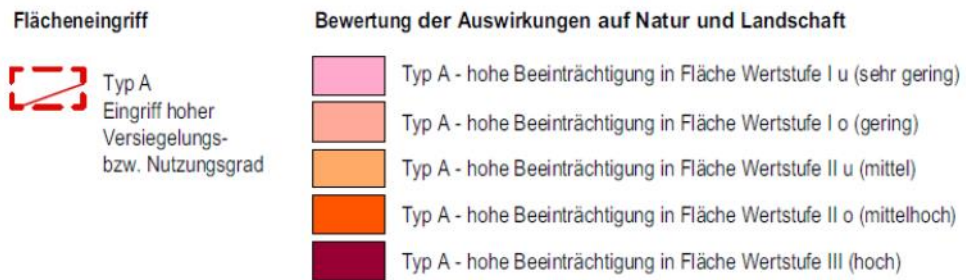 Flächeneingriff
Typ A
Eingriff hoher
Versiegelungs-
bzw. Nutzungsgrad
Bewertung der Auswirkungen auf Natur und Landschaft
Typ A - hohe Beeinträchtigung in Fläche Wertstufe I u (sehr gering)
Typ A - hohe Beeinträchtigung in Fläche Wertstufe I o (gering)
Typ A - hohe Beeinträchtigung in Fläche Wertstufe II u (mittel)
Typ A - hohe Beeinträchtigung in Fläche Wertstufe II o (mittelhoch)
Typ A - hohe Beeinträchtigung in Fläche Wertstufe III (hoch)